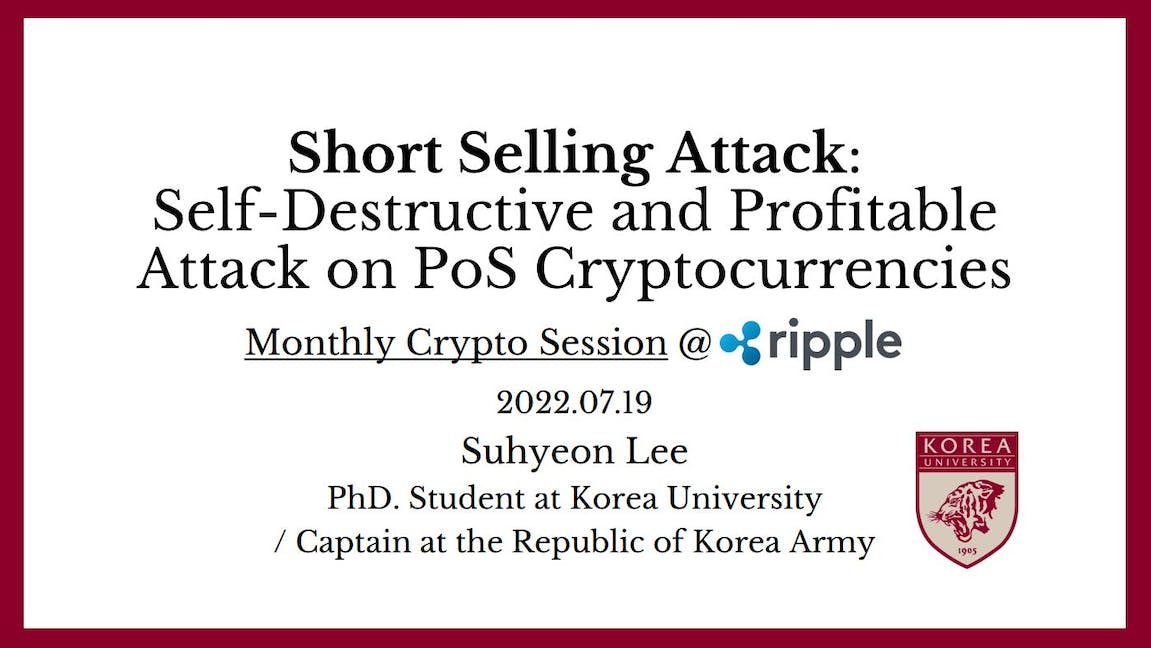 Short Selling Attack:
Self-Destructive and Profitable
Attack on PoS Cryptocurrencies
Monthly Crypto Session @ ripple
2022.07.19
Suhyeon Lee
PhD. Student at Korea University
/ Captain at the Republic of Korea Army
KOREA
UNIVERSITY
1905